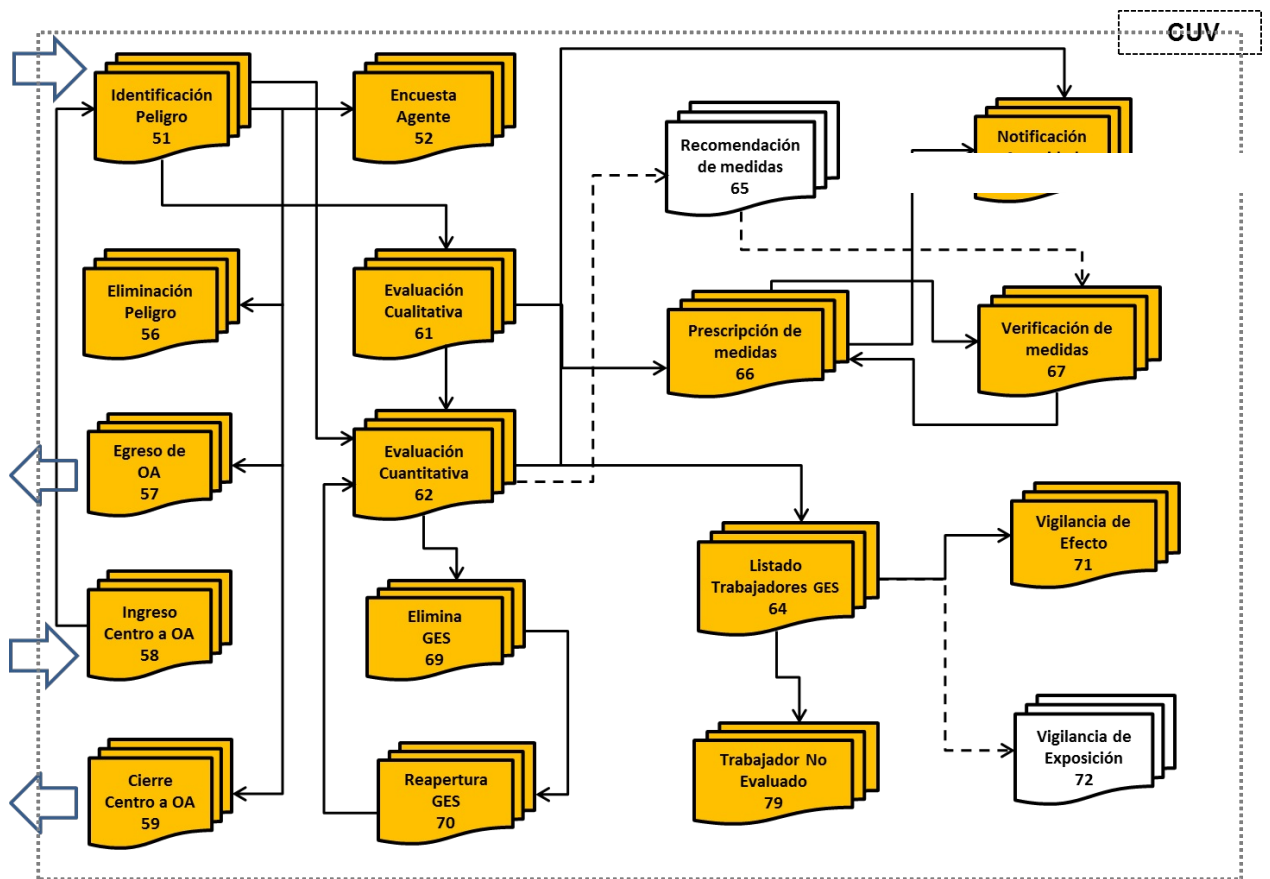 CUV
Identificación
Peligro
51
Encuesta
Agente
52
Recomendación
de medidas
65
Notificación
Eliminación
Peligro
56
Evaluación
Cualitativa
61
Prescripción de
medidas
66
Verificación de
medidas
67
Egreso de
OA
57
Evaluación
Cuantitativa
62
Vigilancia de
Efecto
71
Ingreso
Centro a OA
58
Elimina
GES
69
Listado
Trabajadores GES
64
Cierre
Centro a OA
59
Reapertura
GES
70
Trabajador No
Evaluado
79
Vigilancia de
Exposición
72